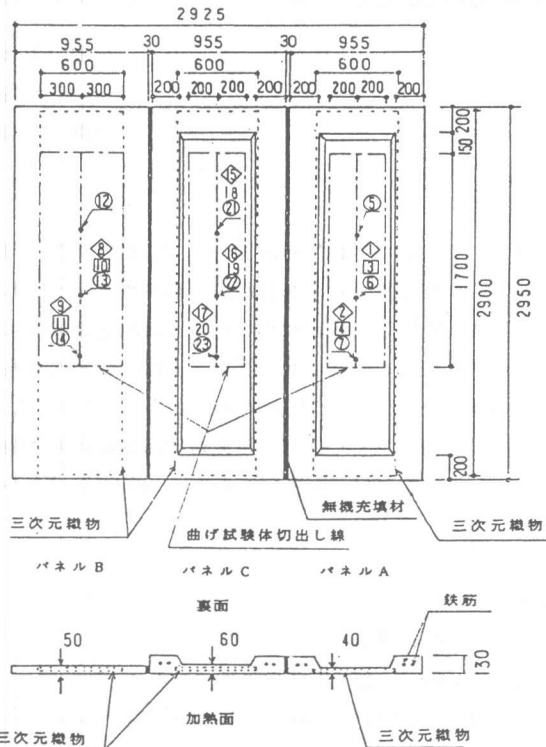 2925
955 30 955 30 955
600 600 600
300 300 200 200 200 200 200 200 200 200
200
150
1700
2900
2950
200
⑫ ⑮ ⑤
18
㉑
⑧ ⑯ ①
10 19 3
⑬ ㉒ ⑥
⑨ ⑰ ②
11 20 4
⑭ ㉓ ⑦
無機充填材
三次元織物 曲げ試験体切出し線 三次元織物
パネルB パネルC パネルA
裏面
鉄筋
50 60 40
130
加熱面
三次元織物 三次元織物